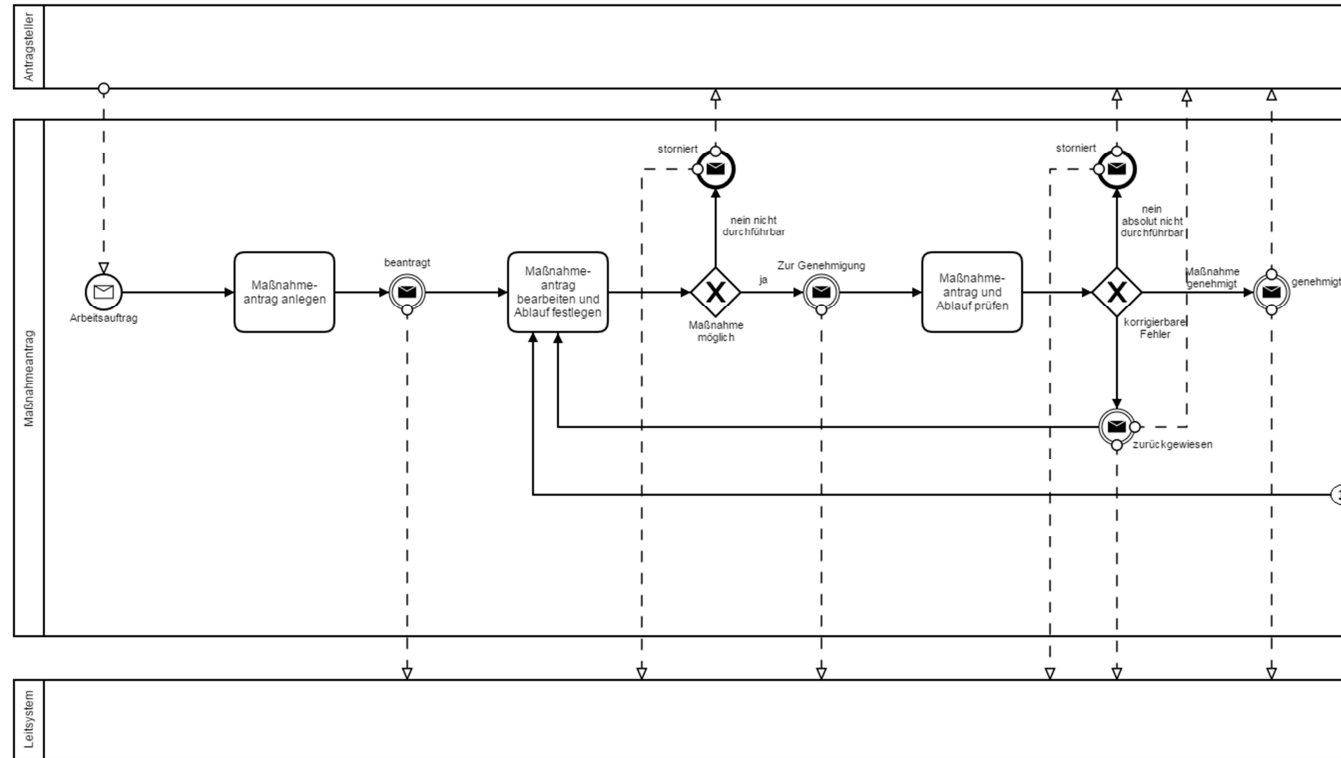 Antragsteller
Maßnahmeantrag
Leitsystem
Arbeitsauftrag
Maßnahme-
antrag anlegen
beantragt
Maßnahme-
antrag
bearbeiten und
Ablauf festlegen
storniert
nein nicht
durchführbar
Maßnahme
möglich
ja
Zur Genehmigung
Maßnahme-
antrag und
Ablauf prüfen
storniert
nein
absolut nicht
durchführbar
Maßnahme
genehmigt
genehmigt
korrigierbare
Fehler
zurückgewiesen